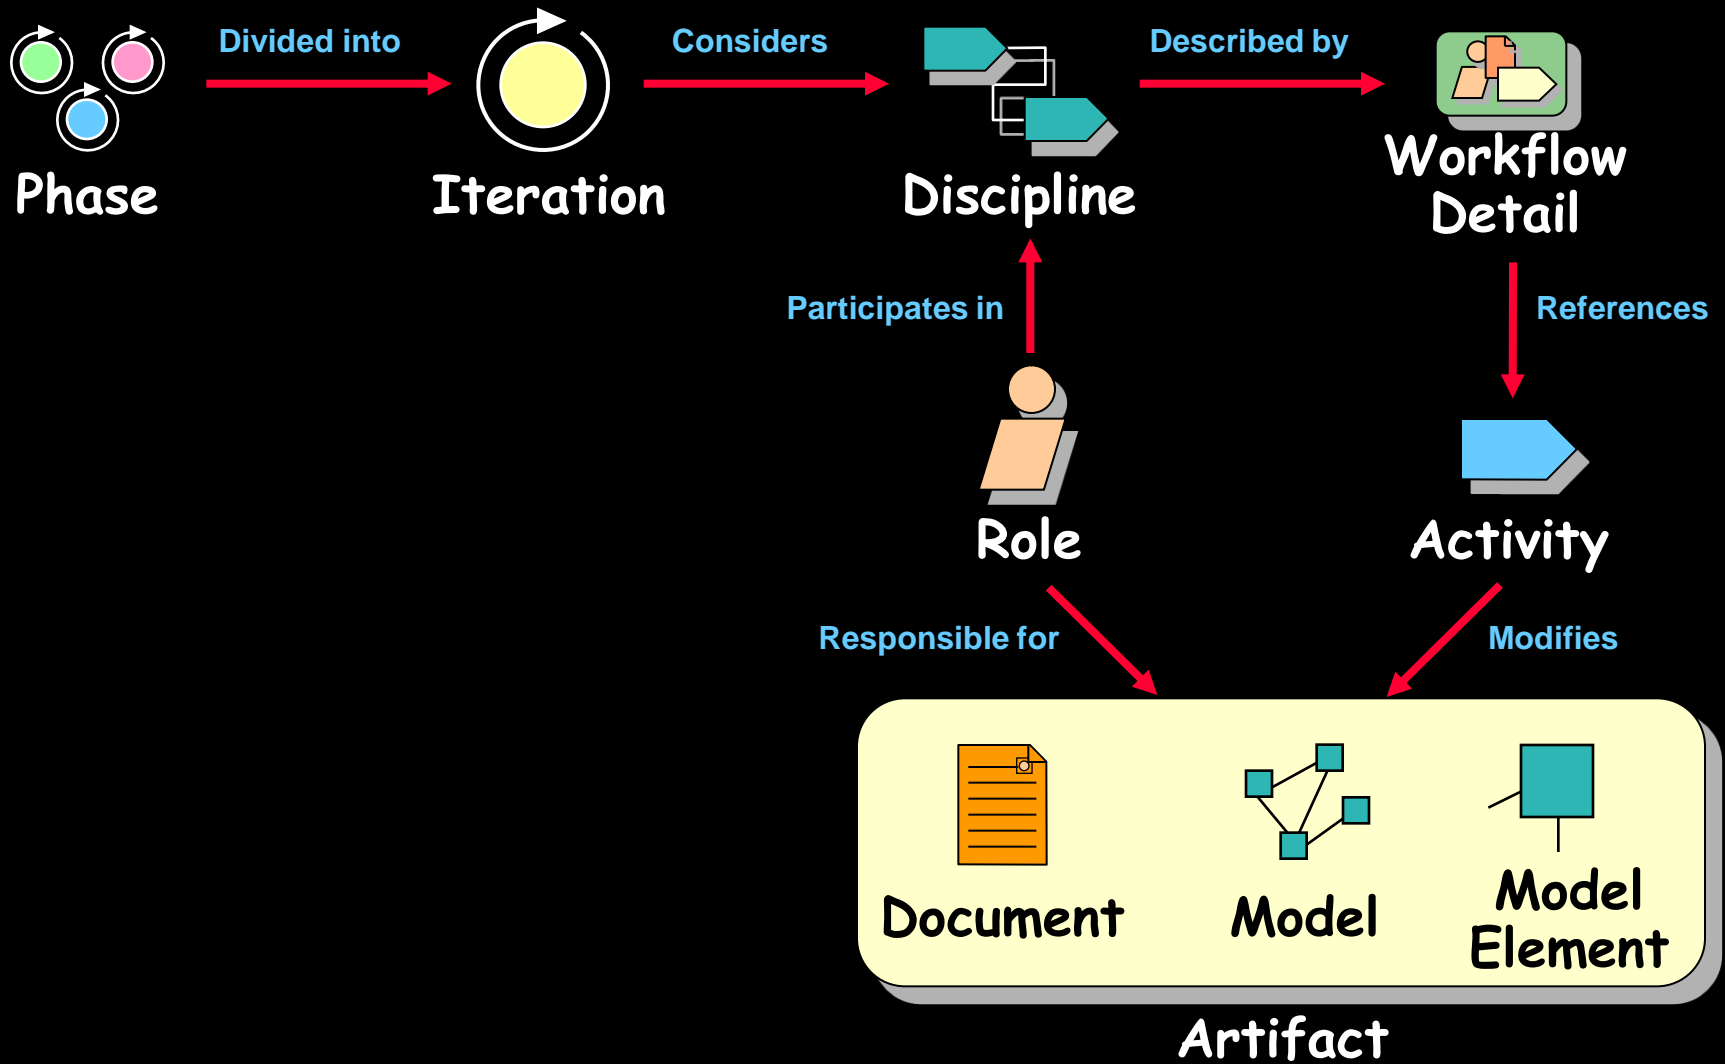 Divided into
Considers
Described by
Phase
Iteration
Discipline
Workflow
Detail
Participates in
References
Role
Activity
Responsible for
Modifies
Document
Model
Model
Element
Artifact